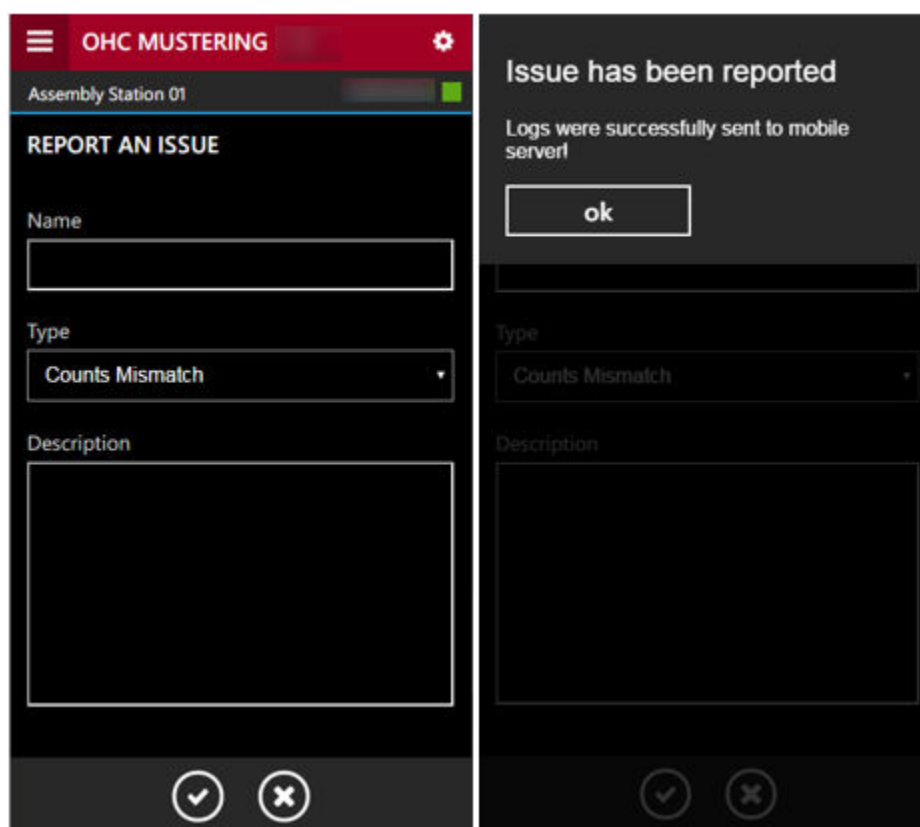 OHC MUSTERING
Assembly Station 01
REPORT AN ISSUE
Name
Type
Counts Mismatch
Description
Issue has been reported
Logs were successfully sent to mobile
server!
ok
Type
Counts Mismatch
Description